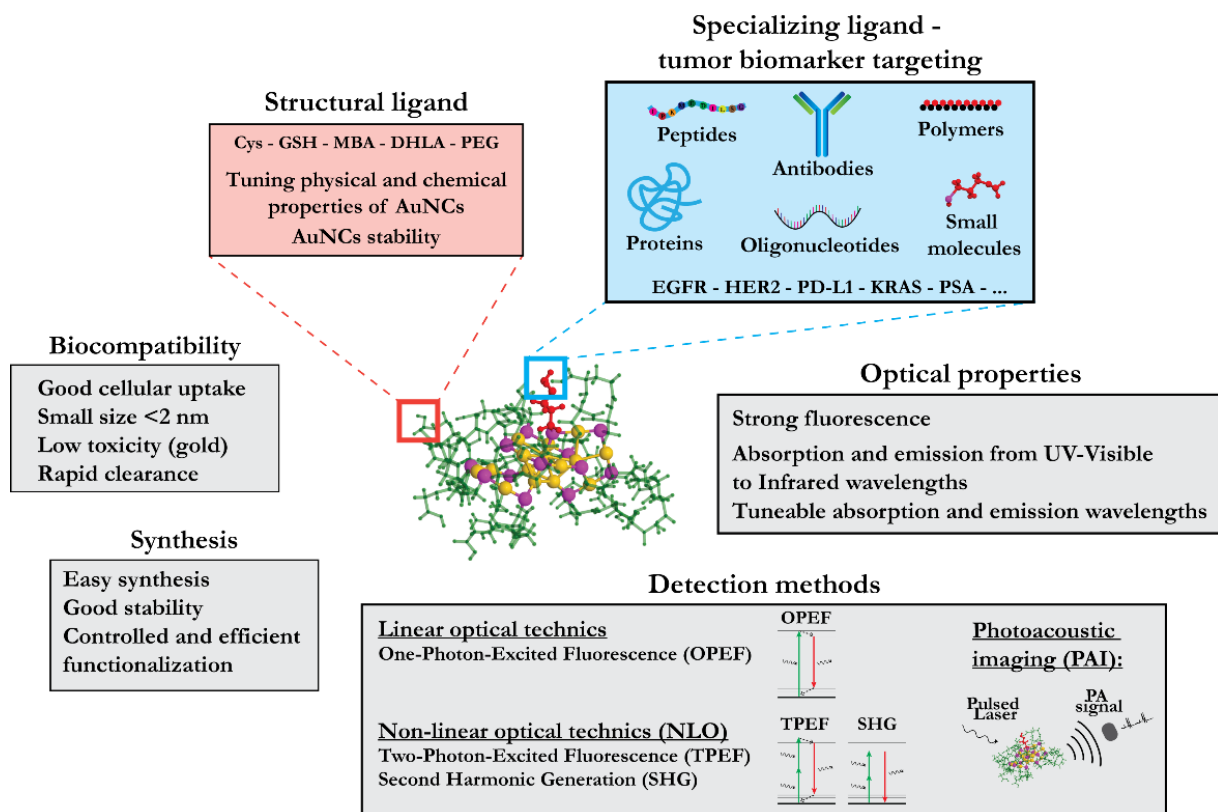 Specializing ligand -
tumor biomarker targeting
Structural ligand
Cys - GSH - MBA - DHLA - PEG
Tuning physical and chemical
properties of AuNCs
AuNCs stability
Peptides
Antibodies
Polymers
Proteins
Oligonucleotides
Small
molecules
EGFR - HER2 - PD-L1 - KRAS - PSA - ...
Biocompatibility
Good cellular uptake
Small size <2 nm
Low toxicity (gold)
Rapid clearance
Optical properties
Strong fluorescence
Absorption and emission from UV-Visible
to Infrared wavelengths
Tuneable absorption and emission wavelengths
Synthesis
Easy synthesis
Good stability
Controlled and efficient
functionalization
Detection methods
Linear optical technics
One-Photon-Excited Fluorescence (OPEF)
OPEF
Non-linear optical technics (NLO)
Two-Photon-Excited Fluorescence (TPEF)
Second Harmonic Generation (SHG)
TPEF
SHG
Photoacoustic
imaging (PAI):
Pulsed
Laser
PA
signal